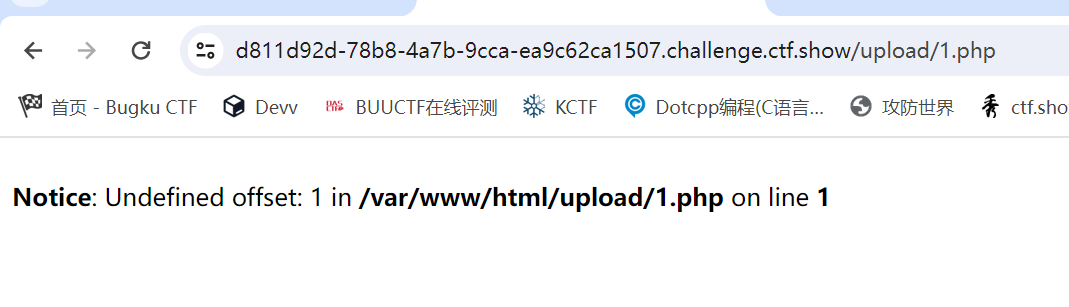 d811d92d-78b8-4a7b-9cca-ea9c62ca1507.challenge.ctf.show/upload/1.php
首页 - Bugku CTF Devv BUUCTF在线评测 KCTF Dotcpp编程(C语言... 攻防世界 ctf.sho
Notice: Undefined offset: 1 in /var/www/html/upload/1.php on line 1